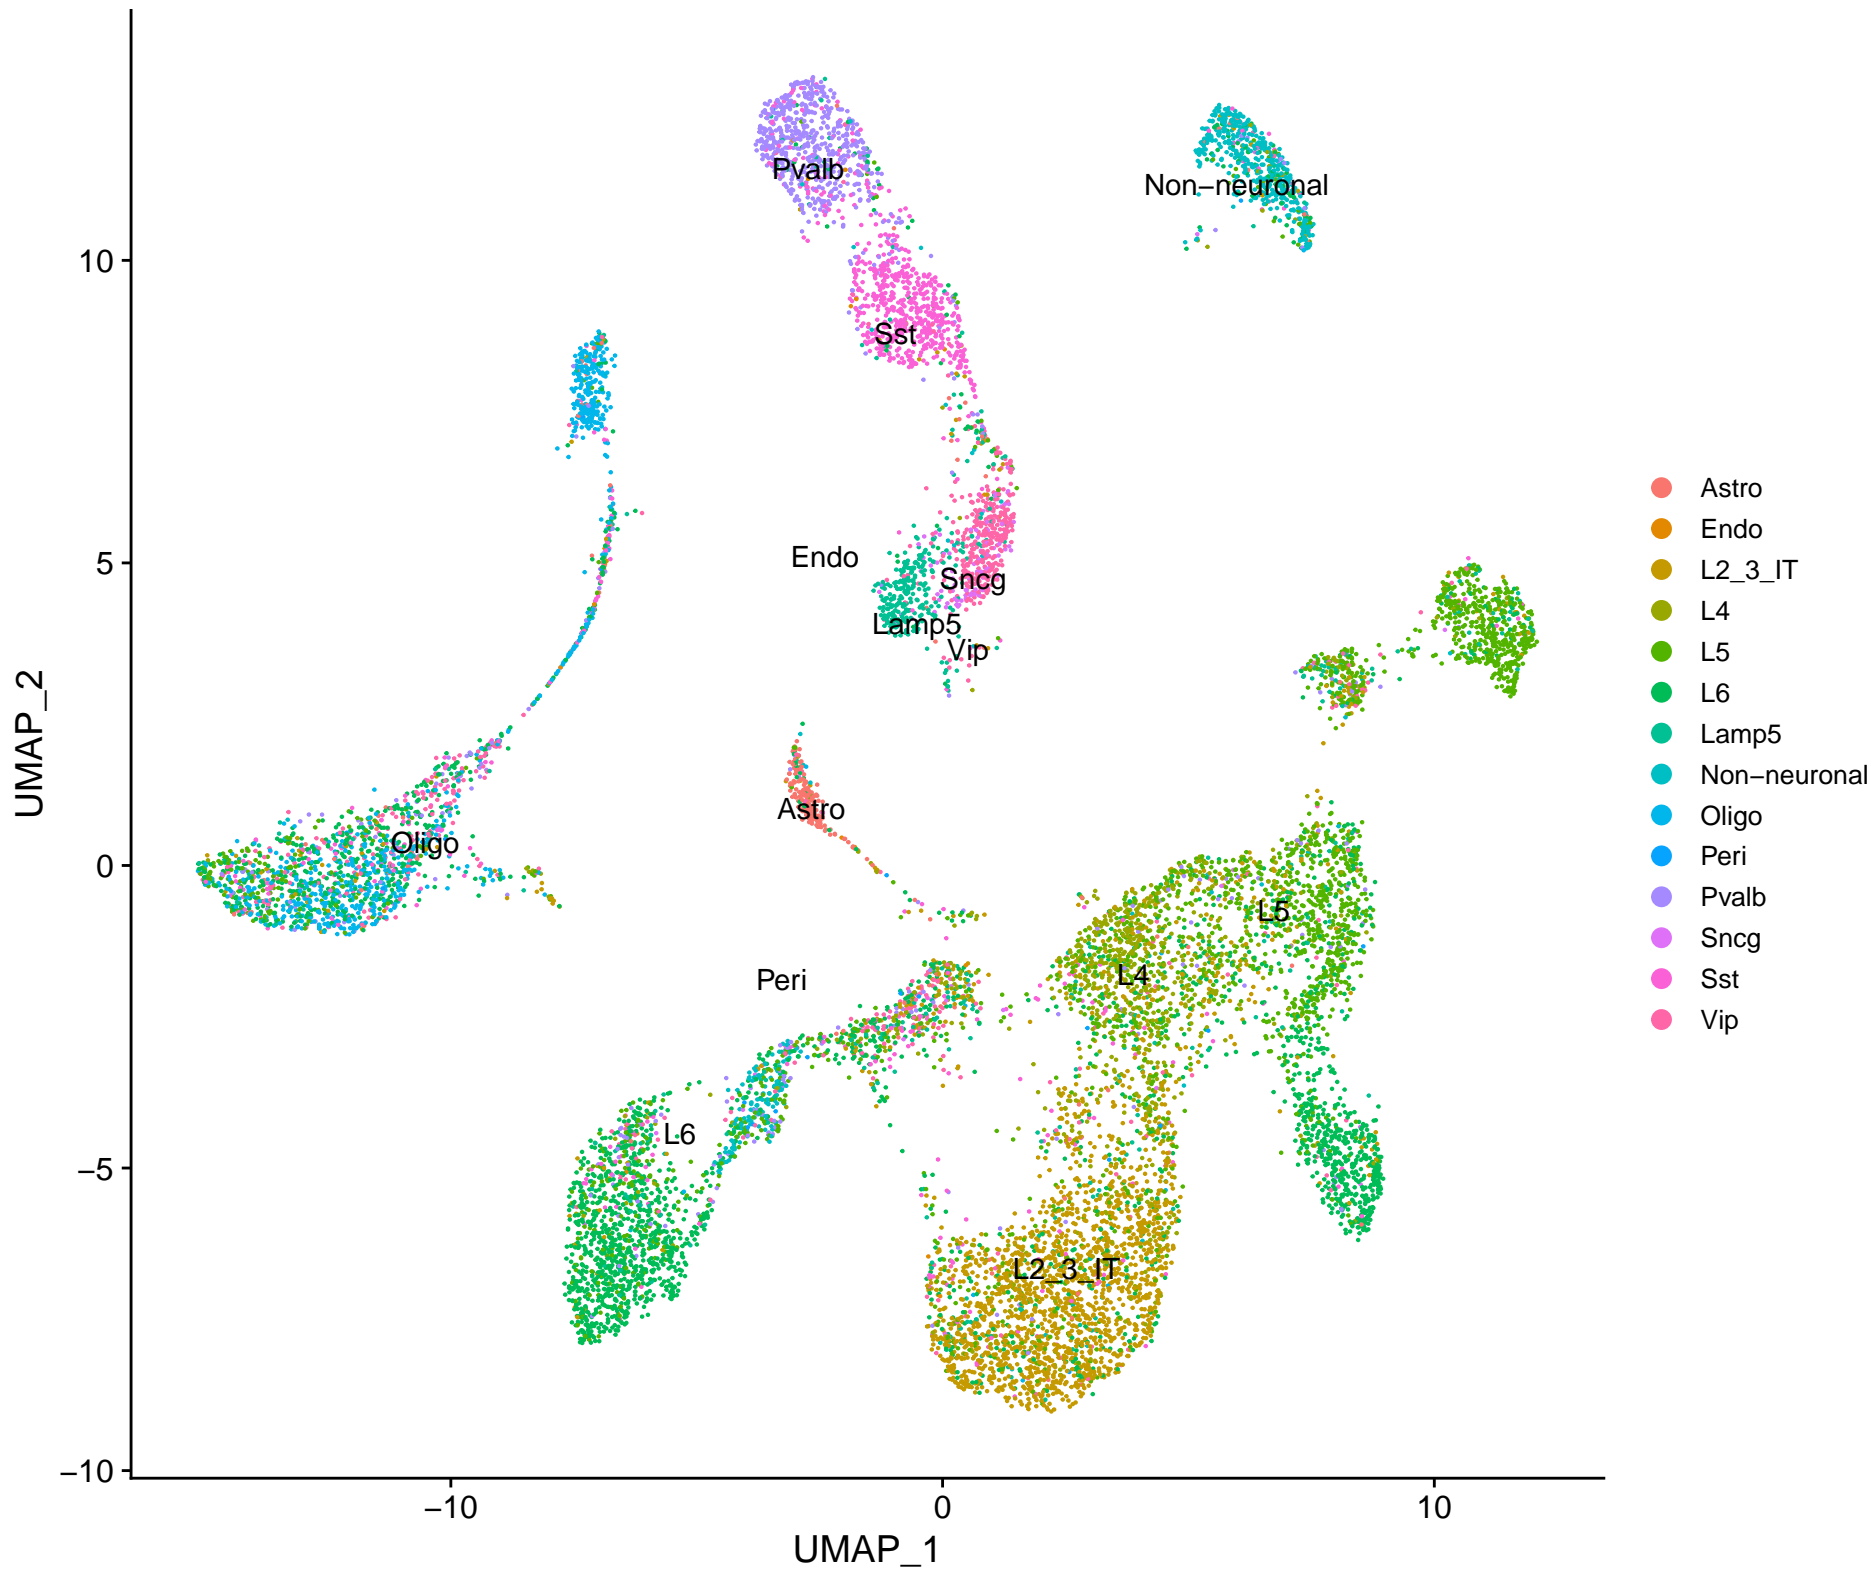 Pvalb
Non−neuronal
10
Sst
5
Endo
Sncg
Lamp5
Vip
Astro
Oligo
0
L5
L4
Peri
L6
−5
L2_3_IT
−10
−10
0
10
UMAP_1
UMAP_2
Astro
Endo
L2_3_IT
L4
L5
L6
Lamp5
Non−neuronal
Oligo
Peri
Pvalb
Sncg
Sst
Vip